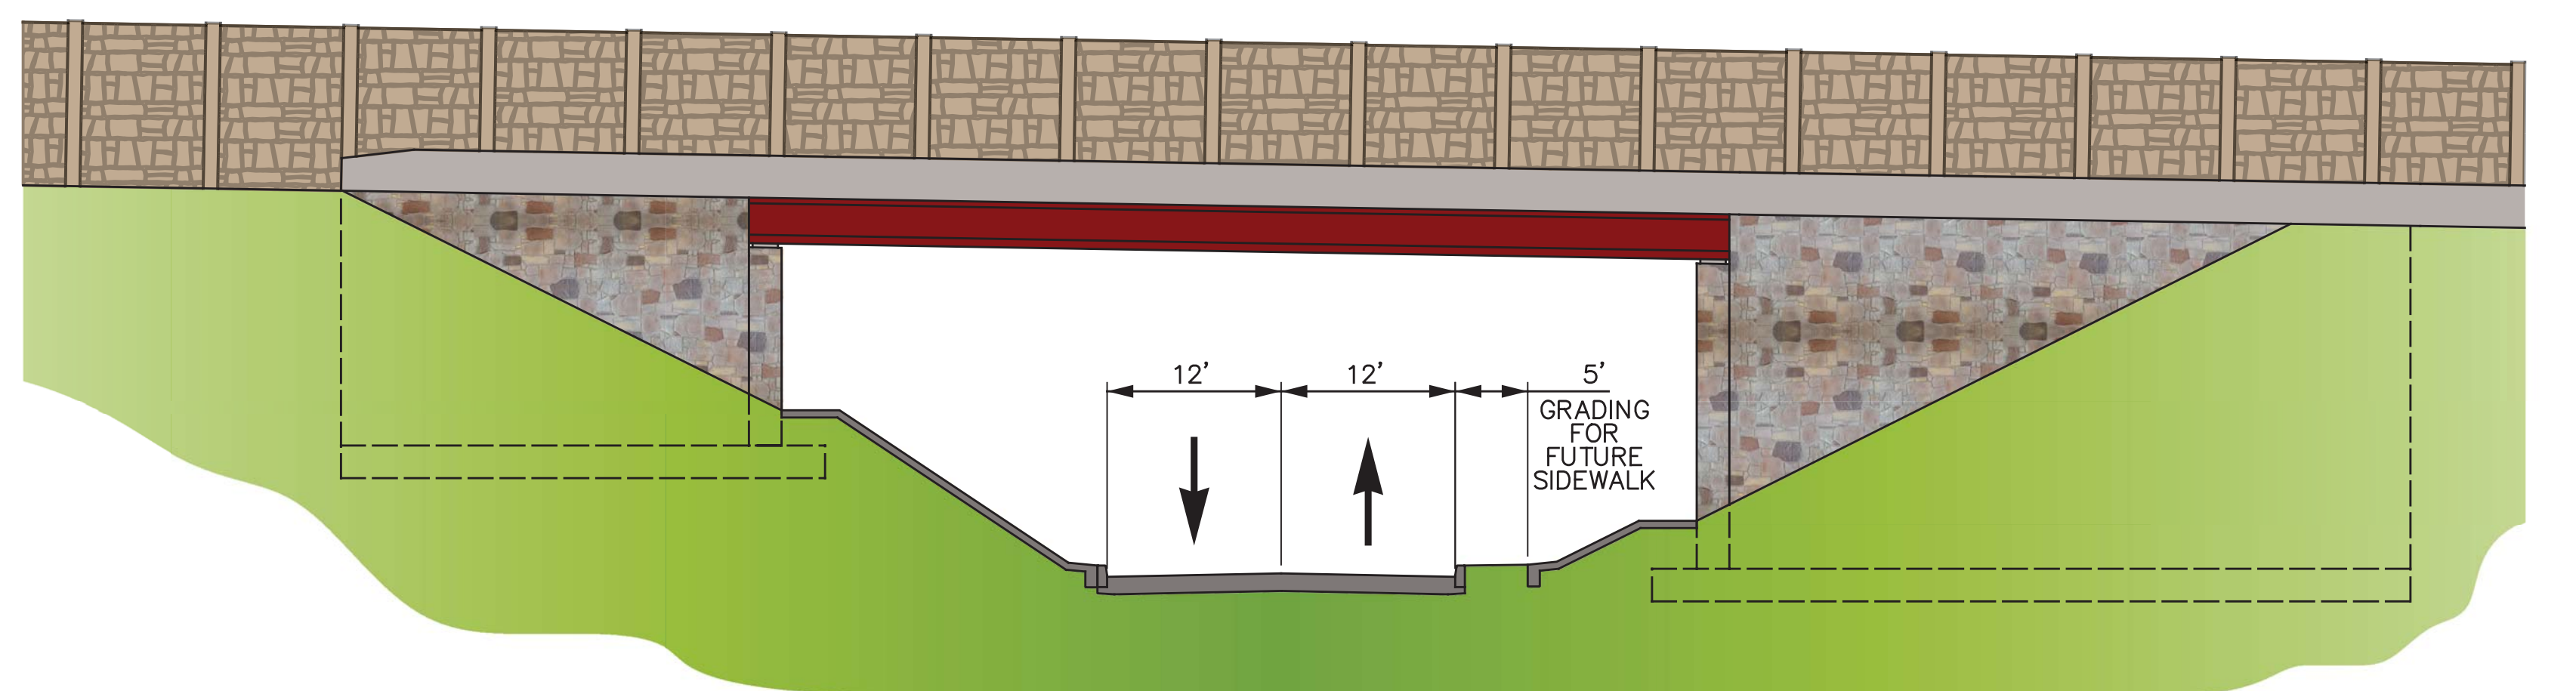 12’
12’
5’
GRADING
FOR
FUTURE
SIDEWALK